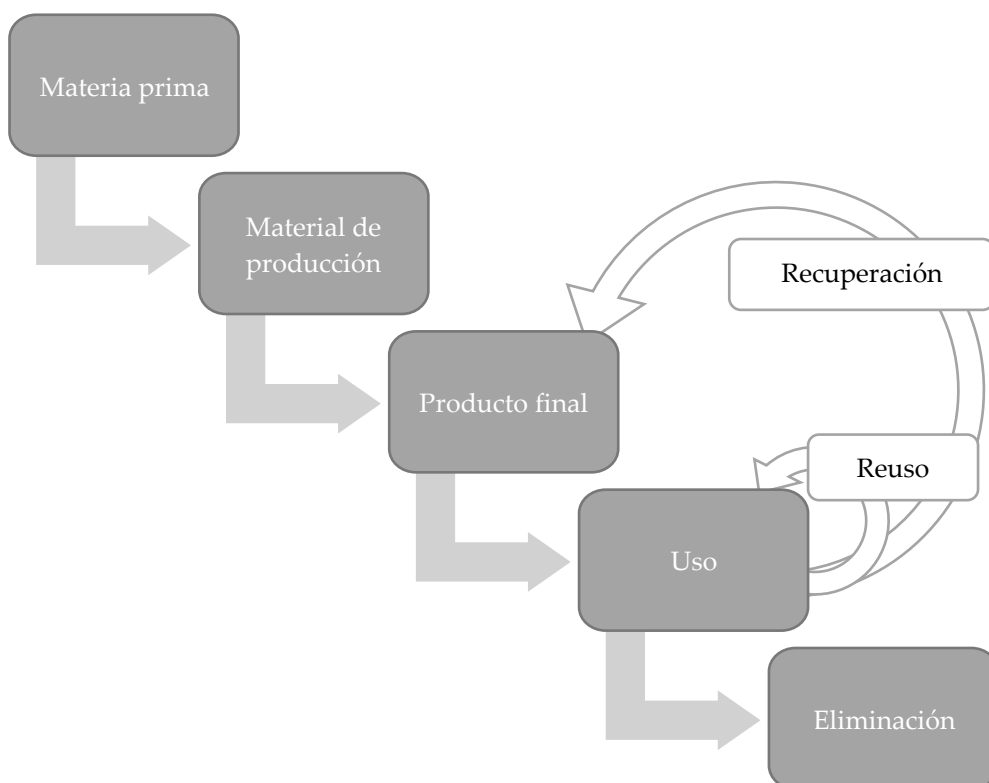 Materia prima
Material de
producción
Recuperación
Producto final
Reuso
Uso
Eliminación